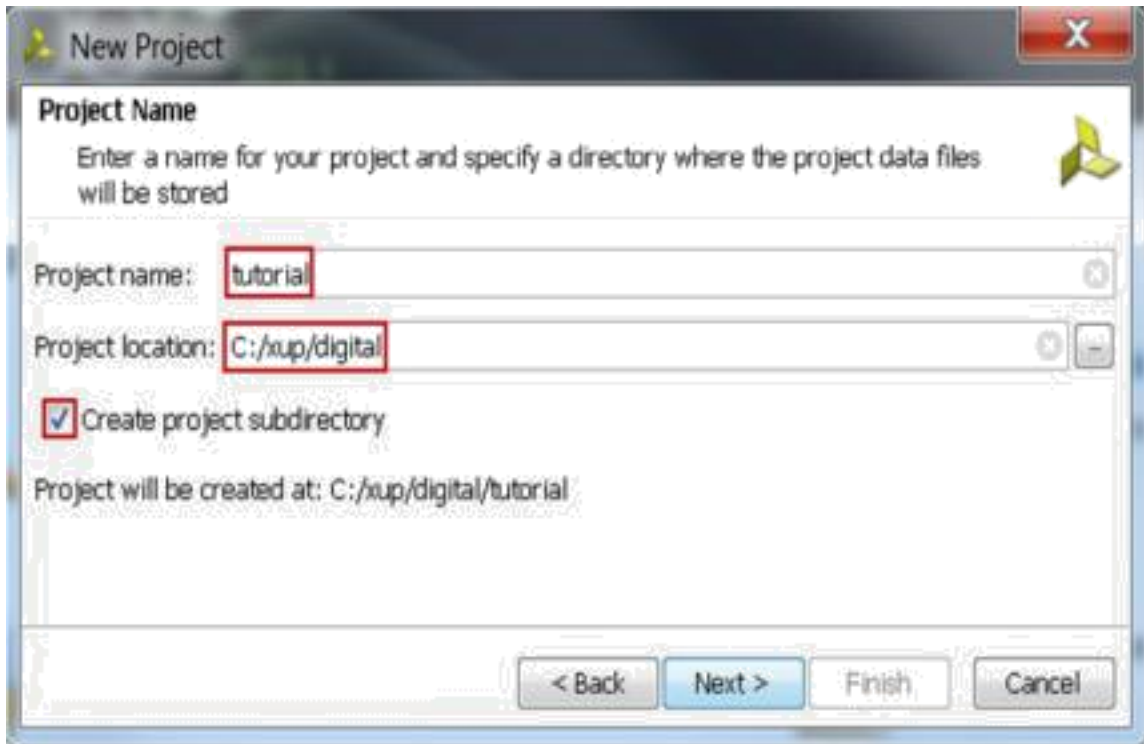 New Project
Project Name
Enter a name for your project and specify a directory where the project data files
will be stored
Project name: tutorial
Project location: C:/xup/digital
Create project subdirectory
Project will be created at: C:/xup/digital/tutorial
< Back Next > Finish Cancel